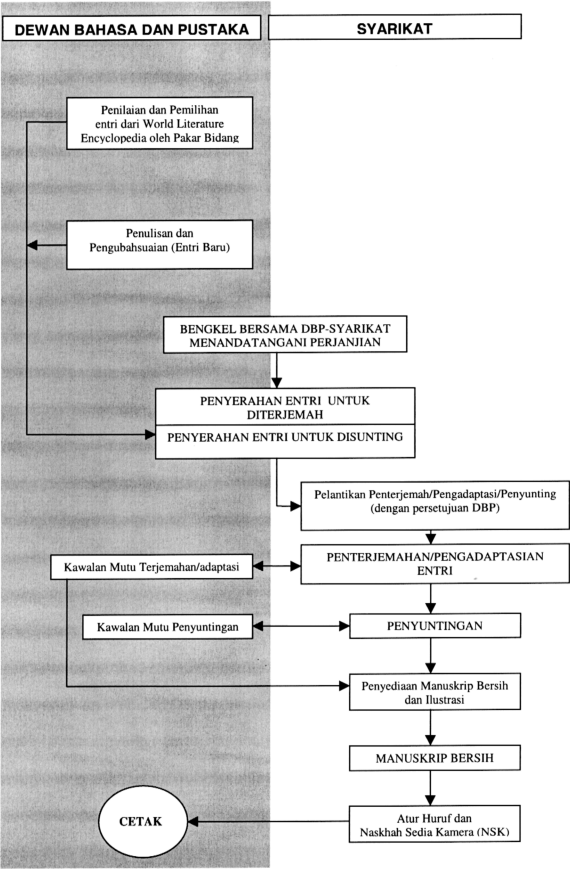 DEWAN BAHASA DAN PUSTAKA
SYARIKAT
Penilaian dan Pemilihan
entri dari World Literature
Encyclopedia oleh Pakar Bidang
Penulisan dan
Pengubahsuaian (Entri Baru)
BENGKEL BERSAMA DBP-SYARIKAT
MENANDATANGANI PERJANJIAN
PENYERAHAN ENTRI UNTUK
DITERJEMAH
PENYERAHAN ENTRI UNTUK DISUNTING
Pelantikan Penterjemah/Pengadaptasi/Penyunting
(dengan persetujuan DBP)
Kawalan Mutu Terjemahan/adaptasi
PENTERJEMAHAN/PENGADAPTASIAN
ENTRI
Kawalan Mutu Penyuntingan
PENYUNTINGAN
Penyediaan Manuskrip Bersih
dan Ilustrasi
MANUSKRIP BERSIH
CETAK
Atur Huruf dan
Naskhah Sedia Kamera (NSK)